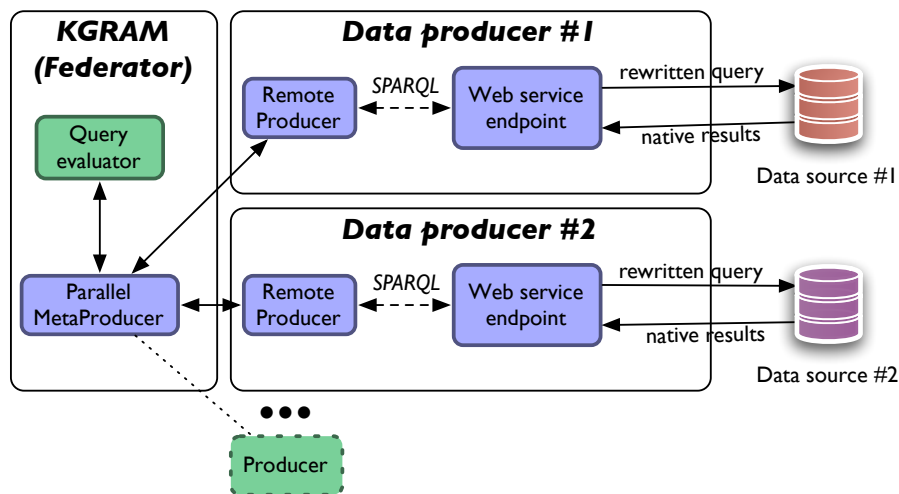 KGRAM
(Federator)
Query
evaluator
Parallel
MetaProducer
Data producer #1
Remote
Producer
SPARQL
Web service
endpoint
rewritten query
native results
Data source #1
Data producer #2
Remote
Producer
SPARQL
Web service
endpoint
rewritten query
native results
Data source #2
Producer